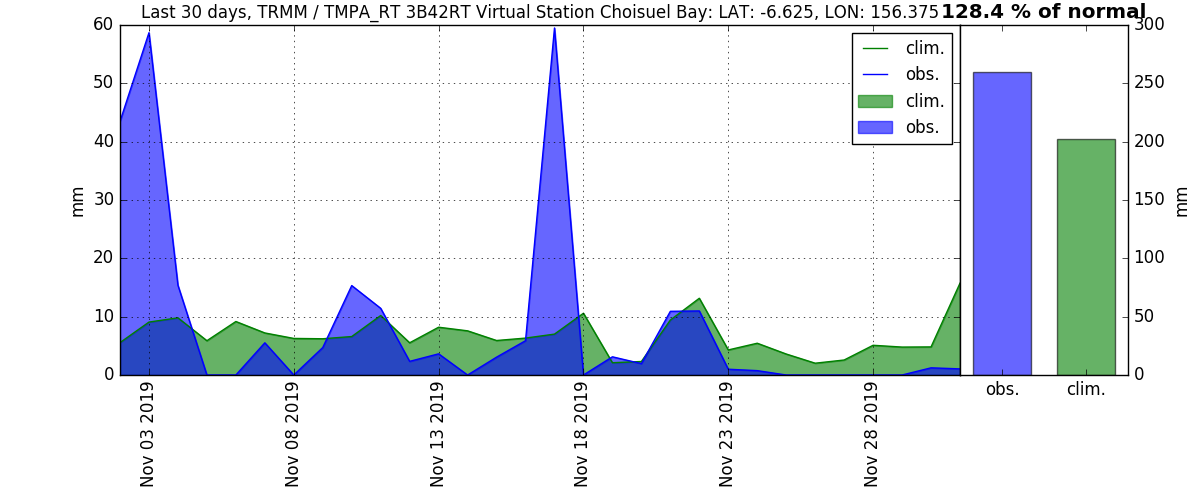 Last 30 days, TRMM / TMPA_RT 3B42RT Virtual Station Choisuel Bay: LAT: -6.625, LON: 156.375
128.4 % of normal
60
50
40
30
20
10
0
mm
clim.
obs.
clim.
obs.
Nov 03 2019
Nov 08 2019
Nov 13 2019
Nov 18 2019
Nov 23 2019
Nov 28 2019
300
250
200
150
100
50
0
mm
obs.
clim.